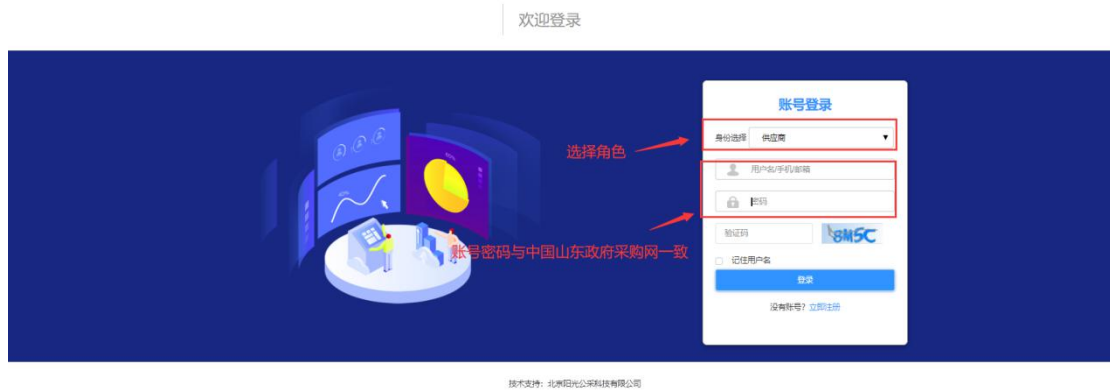 欢迎登录
账号登录
身份选择 供应商
选择角色
用户名/手机/邮箱
密码
账号密码与中国山东政府采购网一致
验证码 8M5C
记住用户名
登录
没有账号？立即注册
技术支持：北京阳光公采科技有限公司